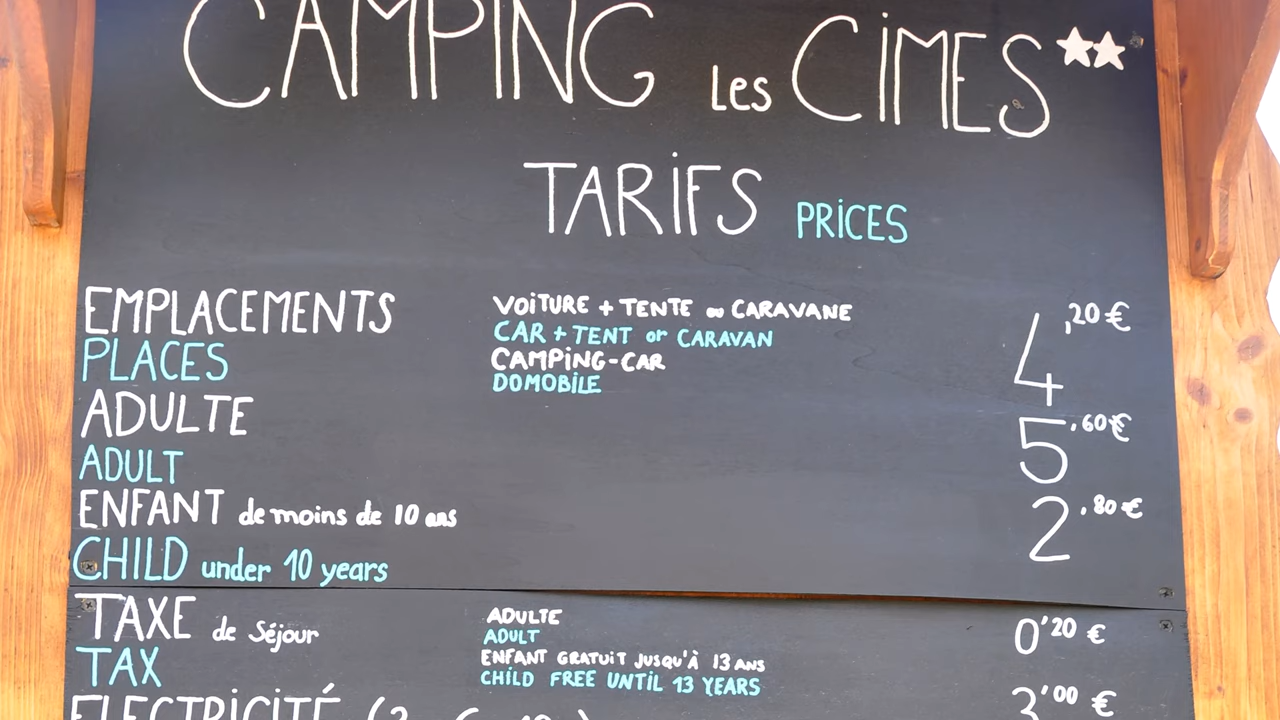 CAMPING les CIMES**
TARIFS PRICES
EMPLACEMENTS VOITURE + TENTE ou CARAVANE 4,20€
PLACES CAR + TENT or CARAVAN
CAMPING-CAR
DOMOBILE
ADULTE 5,60€
ADULT
ENFANT de moins de 10 ans 2,80€
CHILD under 10 years
TAXE de Séjour ADULTE 0'20 €
TAX ADULT
ENFANT GRATUIT JUSQU'À 13 ANS
CHILD FREE UNTIL 13 YEARS
ELECTRICITÉ 3'00 €